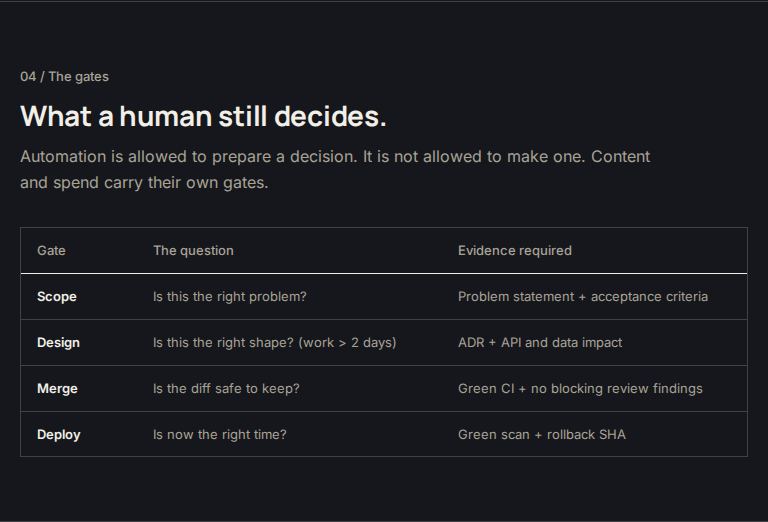 04 / The gates
What a human still decides.
Automation is allowed to prepare a decision. It is not allowed to make one. Content
and spend carry their own gates.
Gate The question Evidence required
Scope Is this the right problem? Problem statement + acceptance criteria
Design Is this the right shape? (work > 2 days) ADR + API and data impact
Merge Is the diff safe to keep? Green CI + no blocking review findings
Deploy Is now the right time? Green scan + rollback SHA